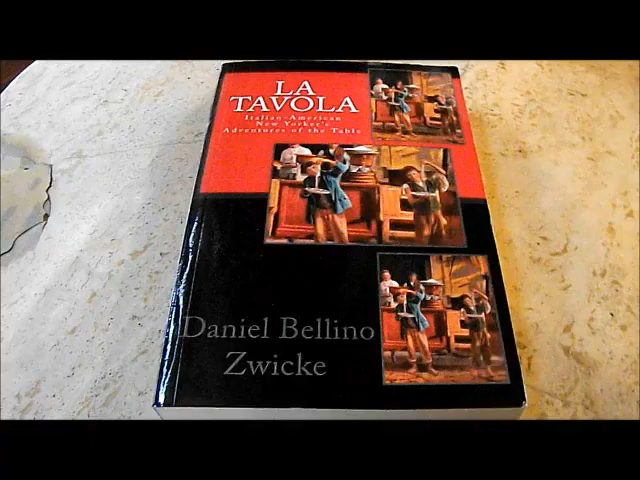 LA
TAVOLA
Italian-American
New Yorker's
Adventures of the Table
Daniel Bellino
Zwicke